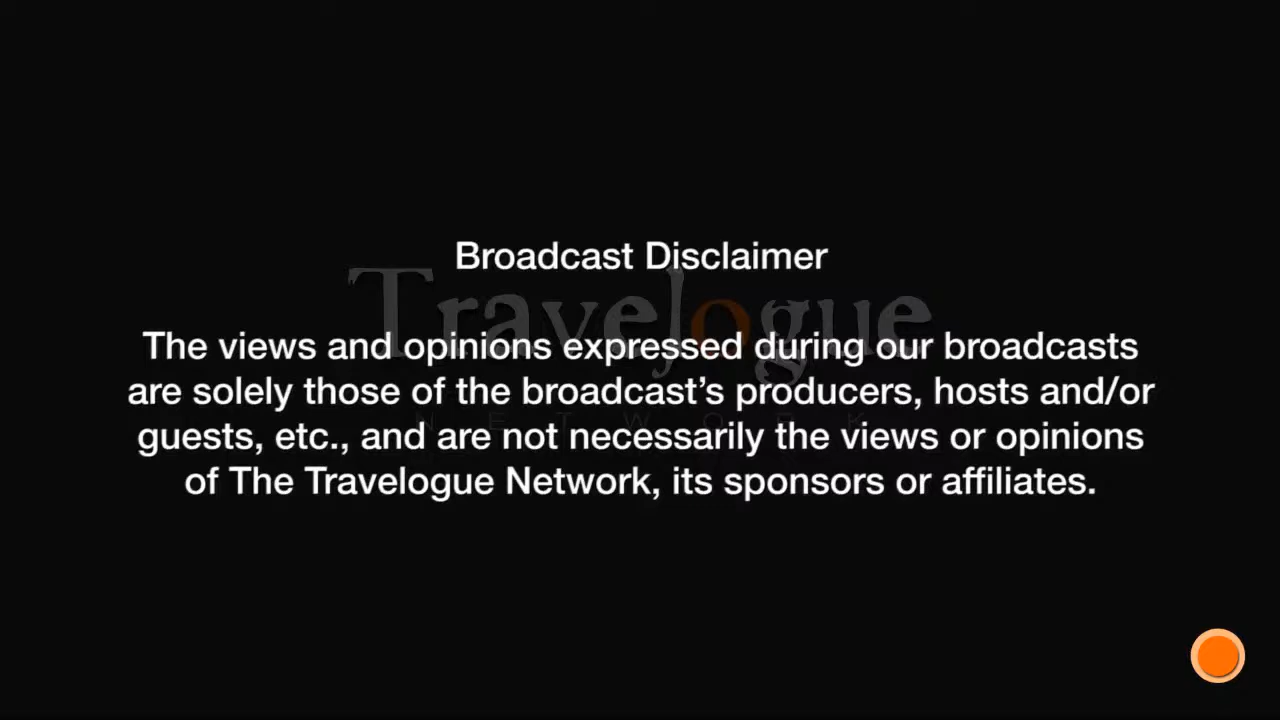 Broadcast Disclaimer
Travelogue
NETWORK
The views and opinions expressed during our broadcasts
are solely those of the broadcast's producers, hosts and/or
guests, etc., and are not necessarily the views or opinions
of The Travelogue Network, its sponsors or affiliates.